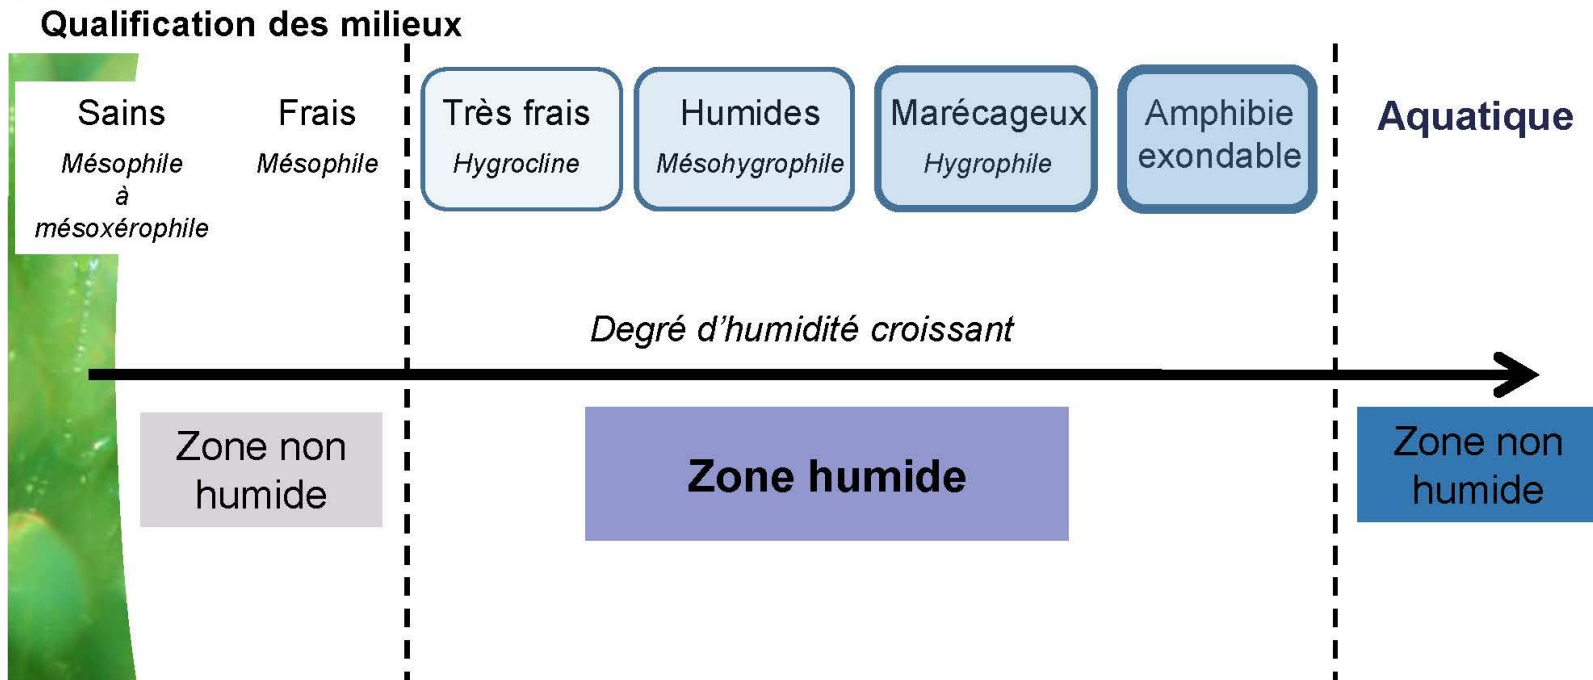 Qualification des milieux
Sains
Mésophile
à
mésoxérophile
Frais
Mésophile
Très frais
Hygrocline
Humides
Mésohygrophile
Marécageux
Hygrophile
Amphibie
exondable
Aquatique
Degré d'humidité croissant
Zone non
humide
Zone humide
Zone non
humide